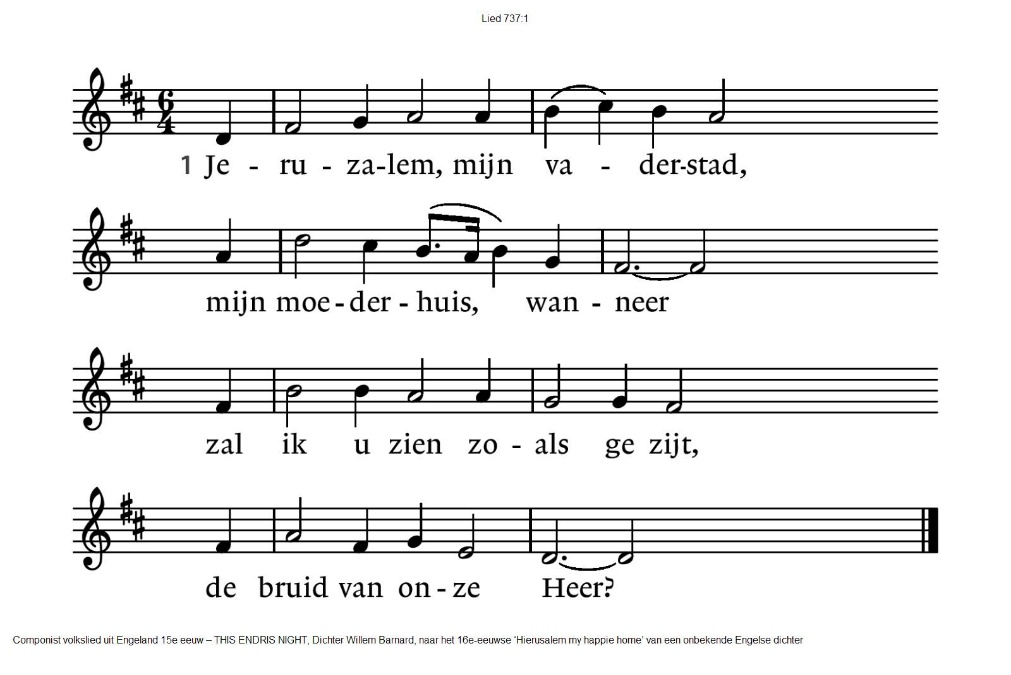 Lied 737:1
6
4
1 Je - ru - za-lem, mijn va - der-stad,
mijn moe-der-huis, wan - neer
zal ik u zien zo - als ge zijt,
de bruid van on-ze Heer?
Componist volkslied uit Engeland 15e eeuw – THIS ENDRIS NIGHT, Dichter Willem Barnard, naar het 16e-eeuwse 'Hierusalem my happie home' van een onbekende Engelse dichter